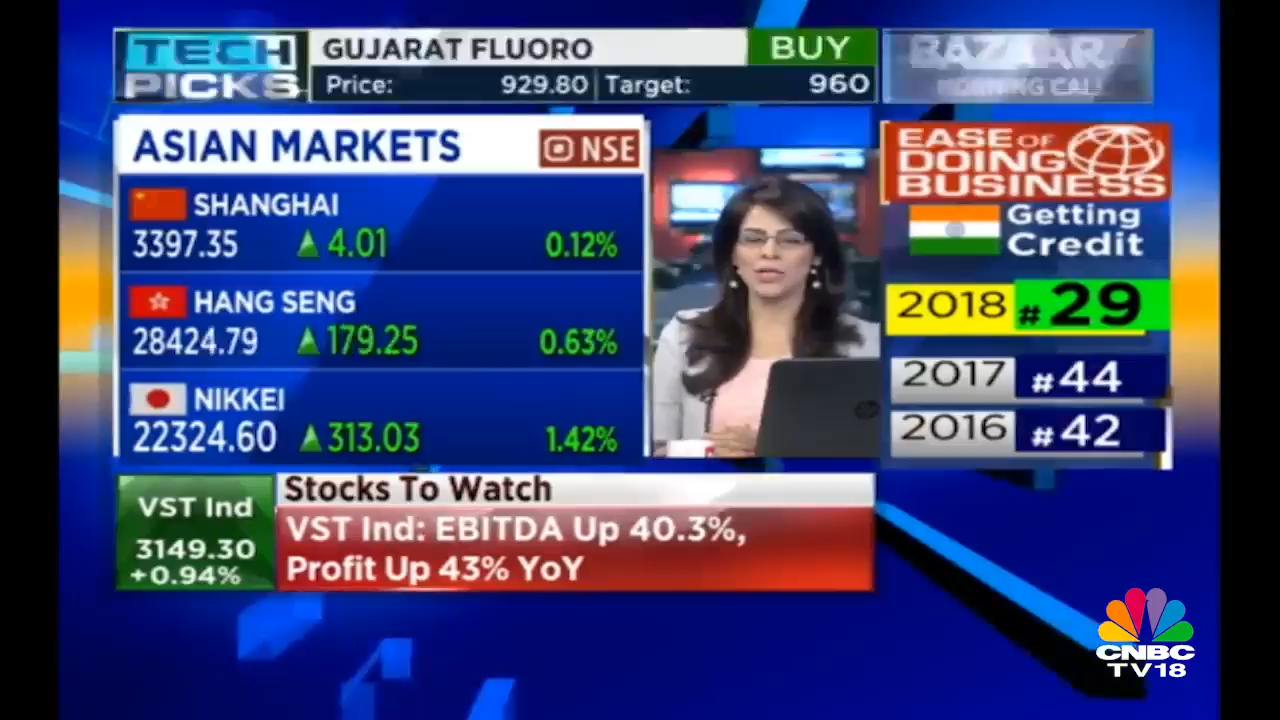 TECH PICKS
GUJARAT FLUORO
BUY
Price: 929.80 Target: 960
BAZAAR
MORNING CALL
ASIAN MARKETS
NSE
SHANGHAI
3397.35 ▲ 4.01 0.12%
HANG SENG
28424.79 ▲ 179.25 0.63%
NIKKEI
22324.60 ▲ 313.03 1.42%
EASE OF
DOING
BUSINESS
Getting
Credit
2018 #29
2017 #44
2016 #42
VST Ind
3149.30
+0.94%
Stocks To Watch
VST Ind: EBITDA Up 40.3%,
Profit Up 43% YoY
CNBC
TV18